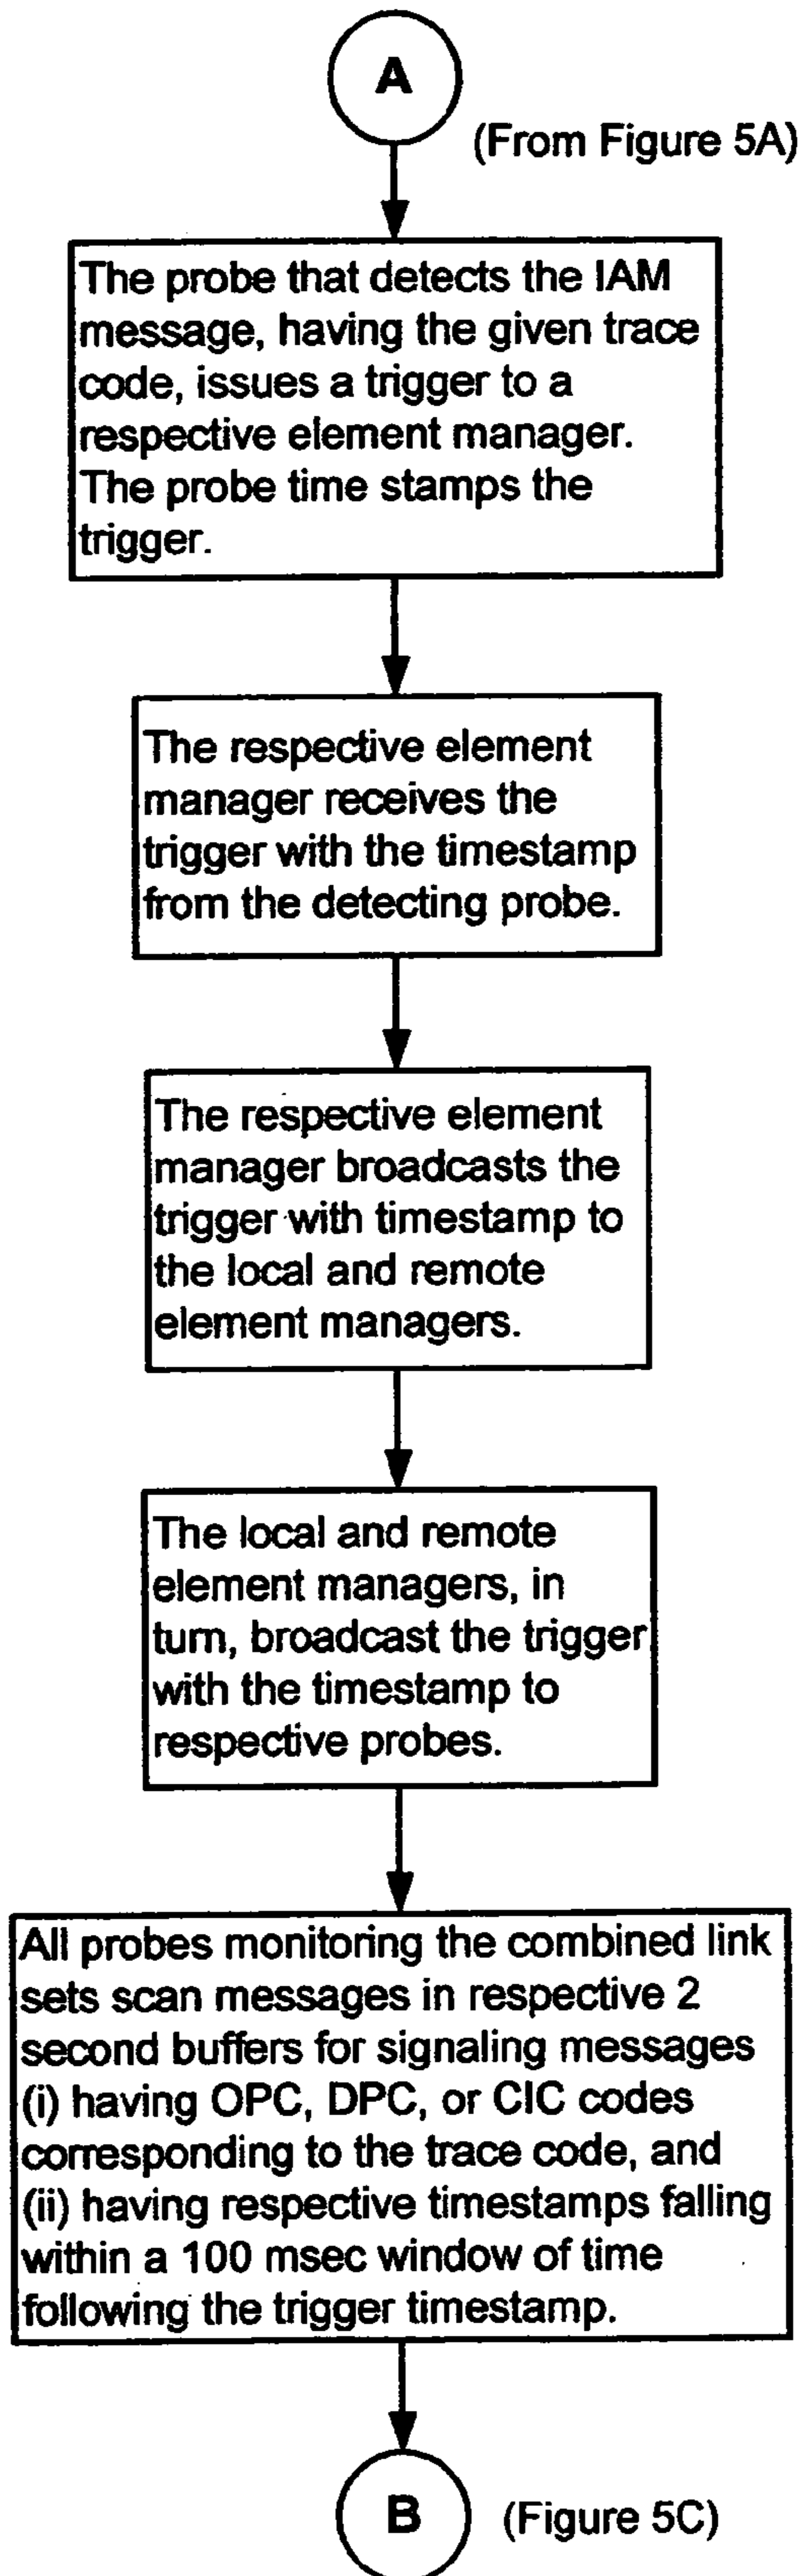 A
(From Figure 5A)
The probe that detects the IAM
message, having the given trace
code, issues a trigger to a
respective element manager.
The probe time stamps the
trigger.
The respective element
manager receives the
trigger with the timestamp
from the detecting probe.
The respective element
manager broadcasts the
trigger with timestamp to
the local and remote
element managers.
The local and remote
element managers, in
turn, broadcast the trigger
with the timestamp to
respective probes.
All probes monitoring the combined link
sets scan messages in respective 2
second buffers for signaling messages
(i) having OPC, DPC, or CIC codes
corresponding to the trace code, and
(ii) having respective timestamps falling
within a 100 msec window of time
following the trigger timestamp.
B
(Figure 5C)